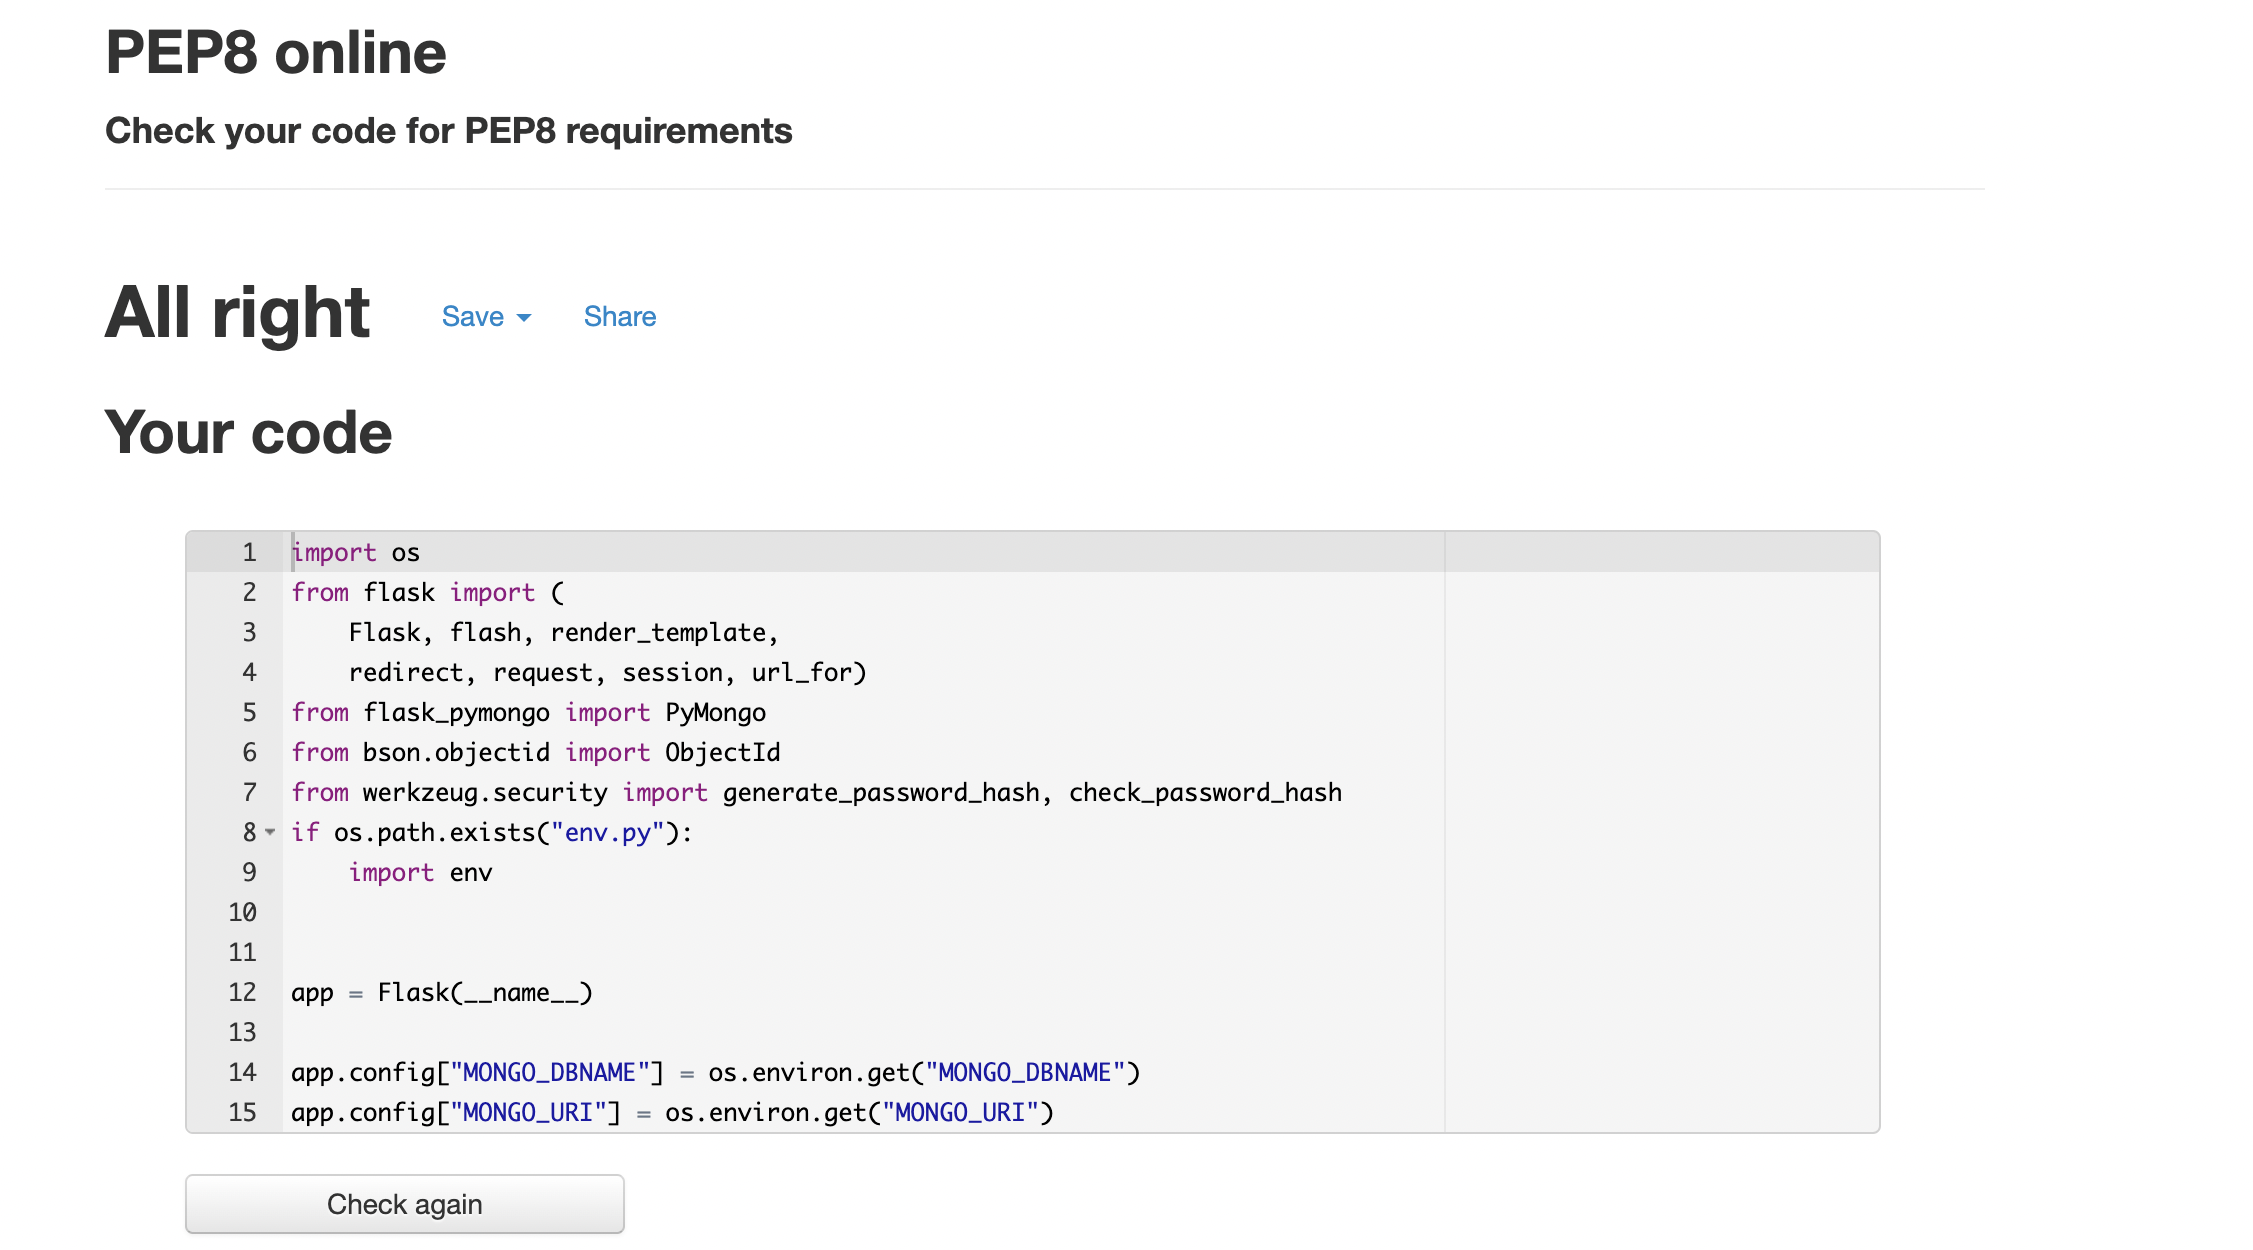 PEP8 online
Check your code for PEP8 requirements
All right Save Share
Your code
1 import os
2 from flask import (
3     Flask, flash, render_template,
4     redirect, request, session, url_for)
5 from flask_pymongo import PyMongo
6 from bson.objectid import ObjectId
7 from werkzeug.security import generate_password_hash, check_password_hash
8 if os.path.exists("env.py"):
9     import env
10
11
12 app = Flask(__name__)
13
14 app.config["MONGO_DBNAME"] = os.environ.get("MONGO_DBNAME")
15 app.config["MONGO_URI"] = os.environ.get("MONGO_URI")
Check again